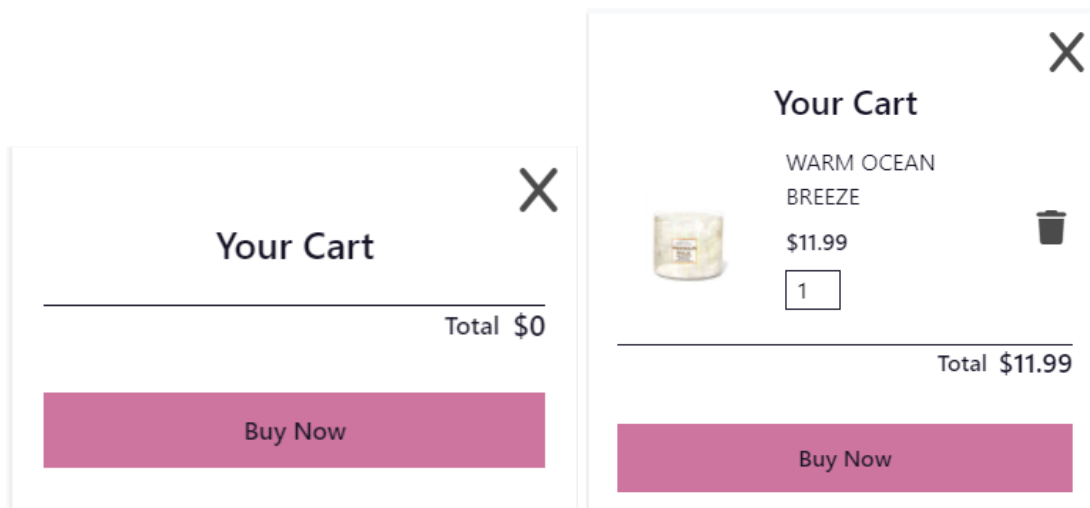 Your Cart
Total $0
Buy Now
Your Cart
WARM OCEAN
BREEZE
$11.99
1
Total $11.99
Buy Now